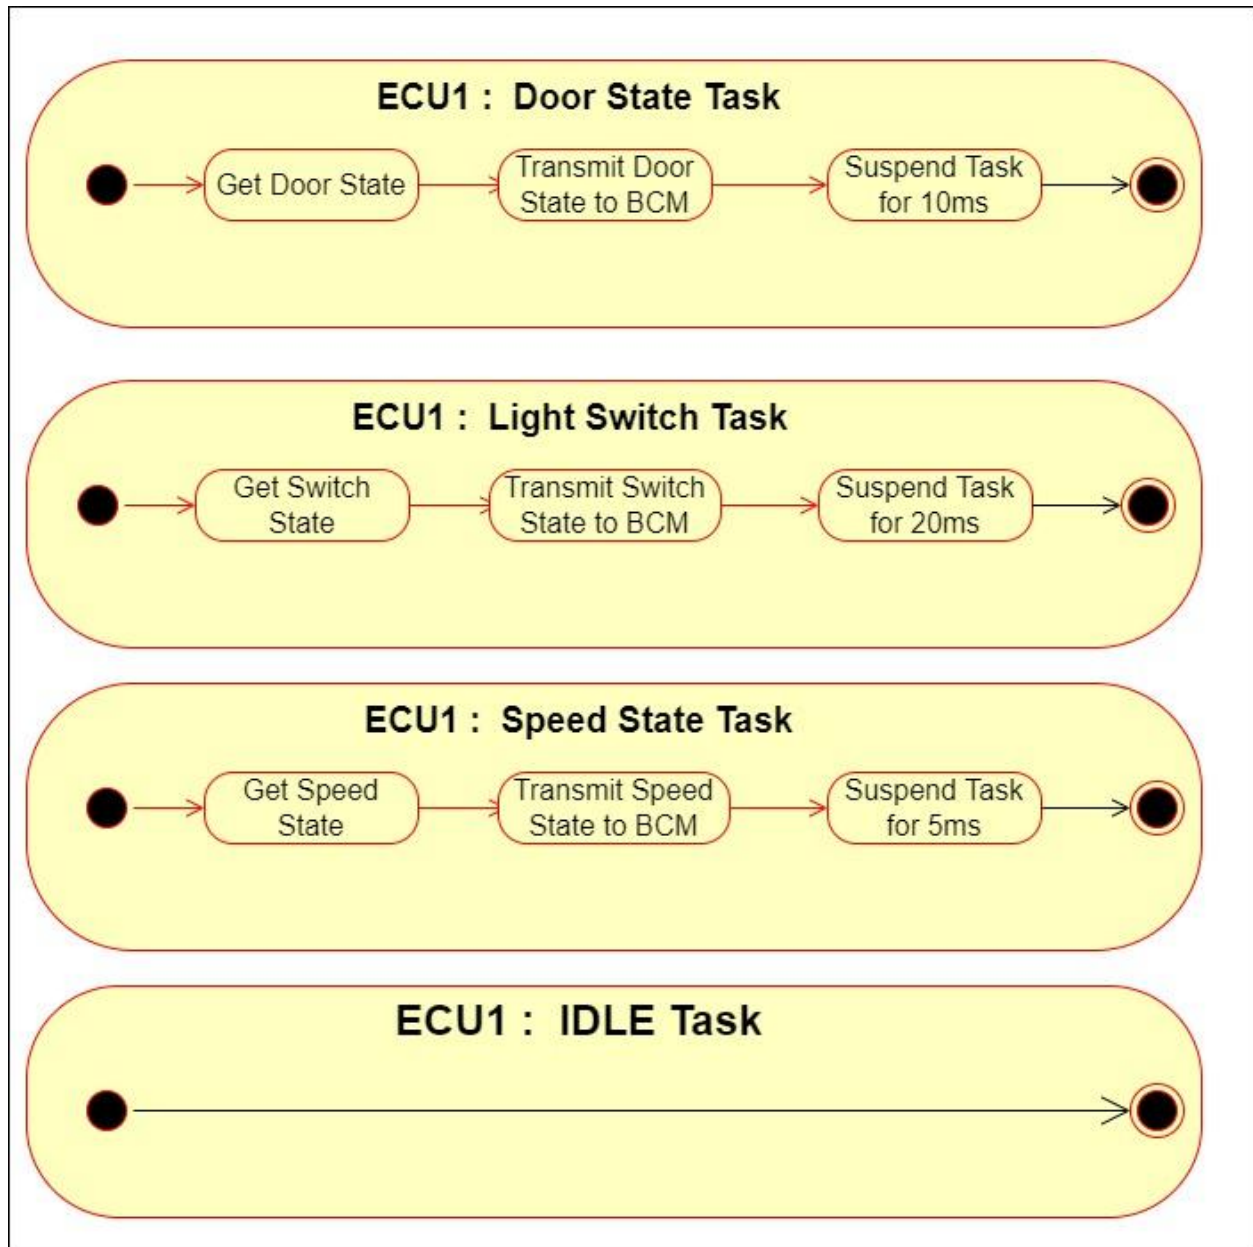 ECU1 :  Door State Task
Get Door State
Transmit Door
State to BCM
Suspend Task
for 10ms
ECU1 :  Light Switch Task
Get Switch
State
Transmit Switch
State to BCM
Suspend Task
for 20ms
ECU1 :  Speed State Task
Get Speed
State
Transmit Speed
State to BCM
Suspend Task
for 5ms
ECU1 :  IDLE Task